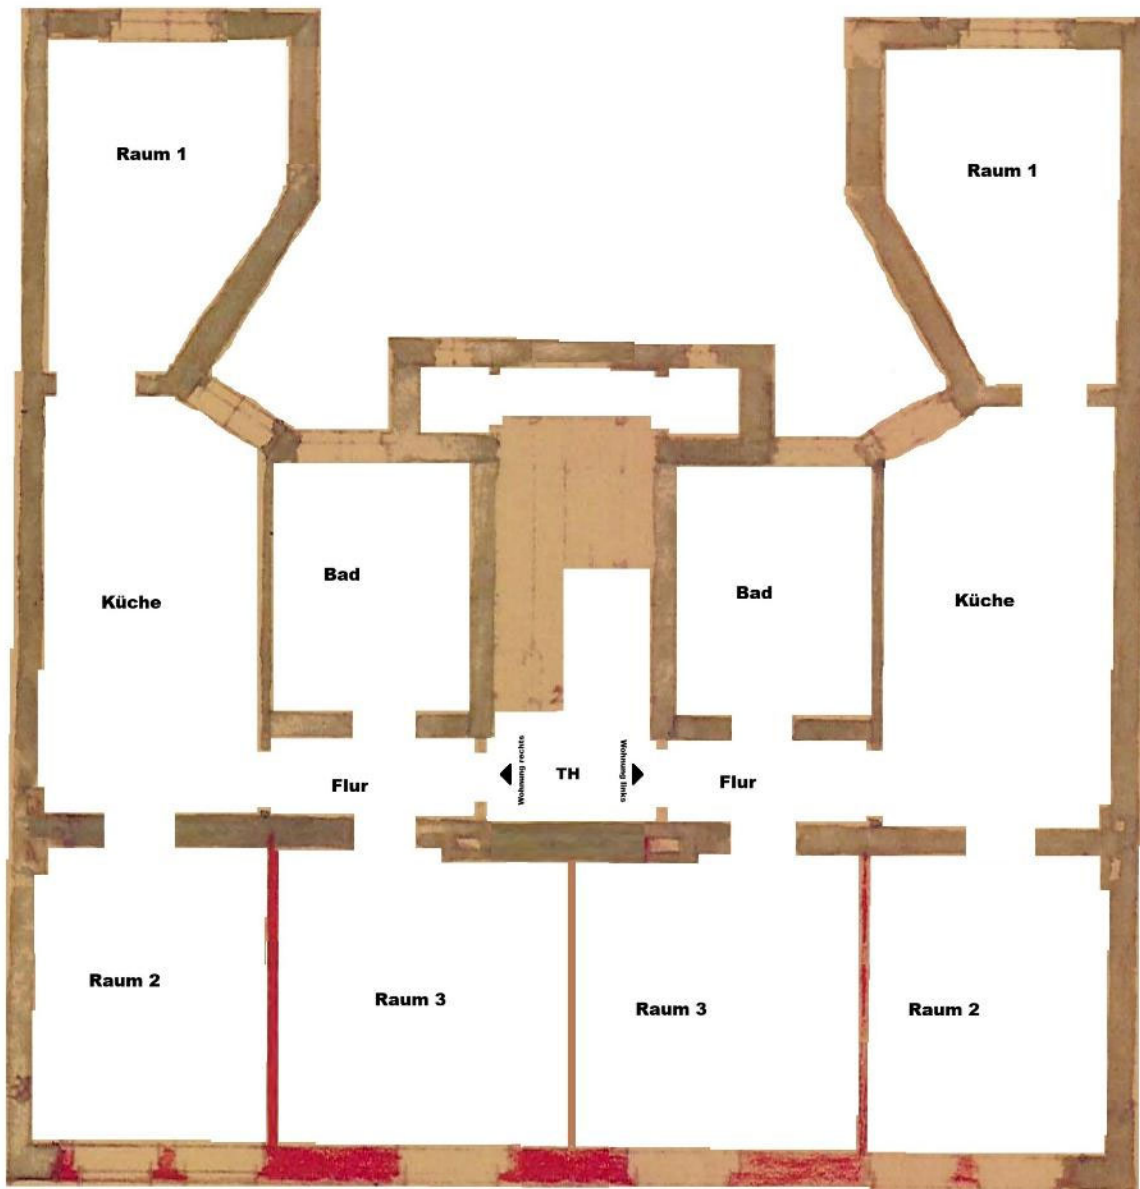 Raum 1
Raum 1
Bad
Bad
Küche
Küche
Wohnung rechts
TH
Wohnung links
Flur
Flur
Raum 2
Raum 3
Raum 3
Raum 2